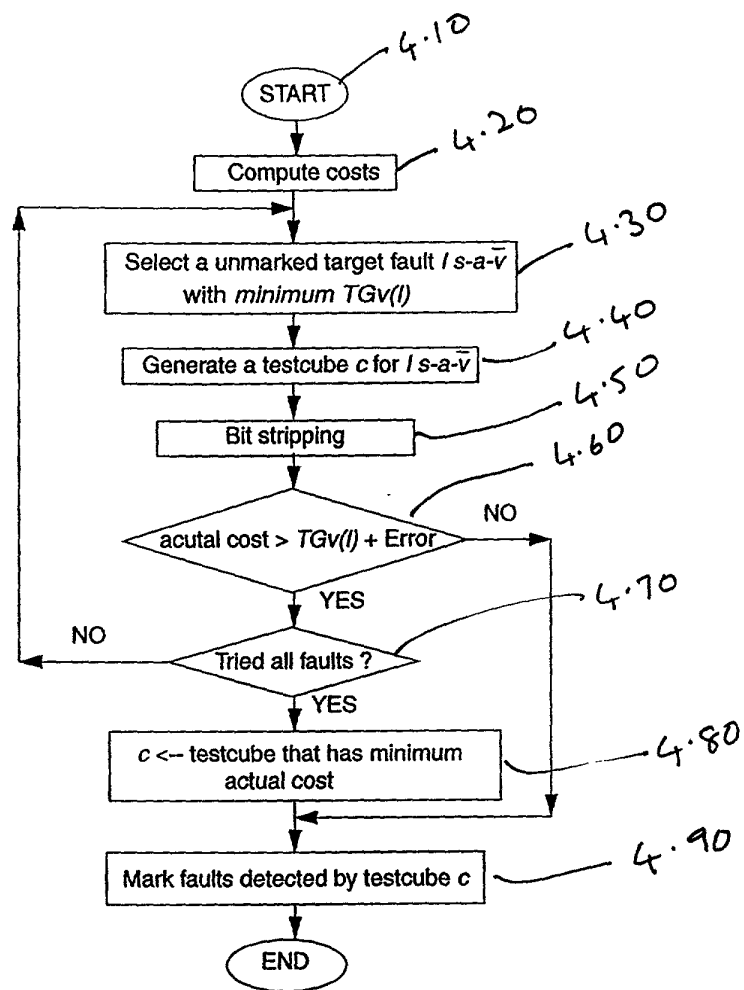 4.10
START
4.20
Compute costs
4.30
Select a unmarked target fault l s-a-v̅
with minimum TGv(l)
4.40
Generate a testcube c for l s-a-v̅
4.50
Bit stripping
4.60
acutal cost > TGv(l) + Error
NO
YES
4.70
NO
Tried all faults ?
YES
c <-- testcube that has minimum
actual cost
4.80
4.90
Mark faults detected by testcube c
END